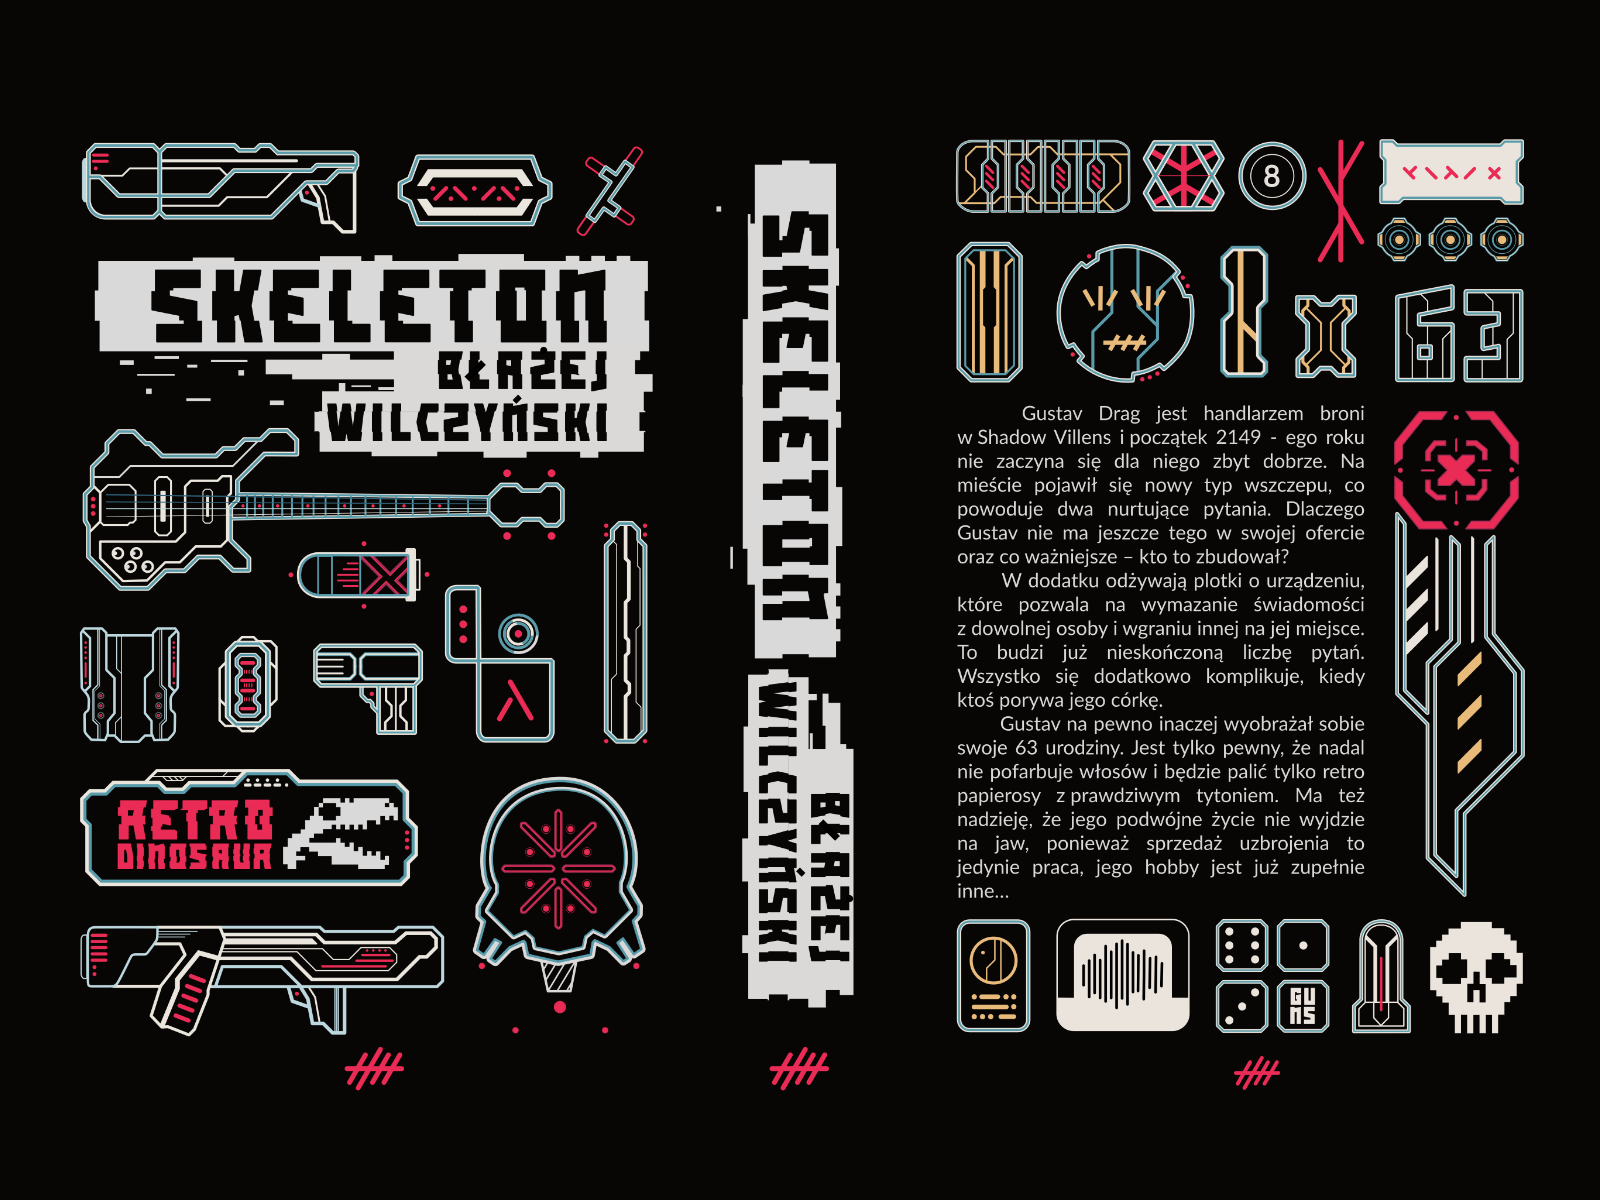 SKELETON
BŁAŻEJ
WILCZYŃSKI
RETRO
DINOSAUR
SKELETON
BŁAŻEJ
WILCZYŃSKI
8
63
Gustav Drag jest handlarzem broni
w Shadow Villens i początek 2149 - ego roku
nie zaczyna się dla niego zbyt dobrze. Na
mieście pojawił się nowy typ wszczepu, co
powoduje dwa nurtujące pytania. Dlaczego
Gustav nie ma jeszcze tego w swojej ofercie
oraz co ważniejsze – kto to zbudował?
W dodatku odżywają plotki o urządzeniu,
które pozwala na wymazanie świadomości
z dowolnej osoby i wgraniu innej na jej miejsce.
To budzi już nieskończoną liczbę pytań.
Wszystko się dodatkowo komplikuje, kiedy
ktoś porywa jego córkę.
Gustav na pewno inaczej wyobrażał sobie
swoje 63 urodziny. Jest tylko pewny, że nadal
nie pofarbuje włosów i będzie palić tylko retro
papierosy z prawdziwym tytoniem. Ma też
nadzieję, że jego podwójne życie nie wyjdzie
na jaw, ponieważ sprzedaż uzbrojenia to
jedynie praca, jego hobby jest już zupełnie
inne...
GU
NS